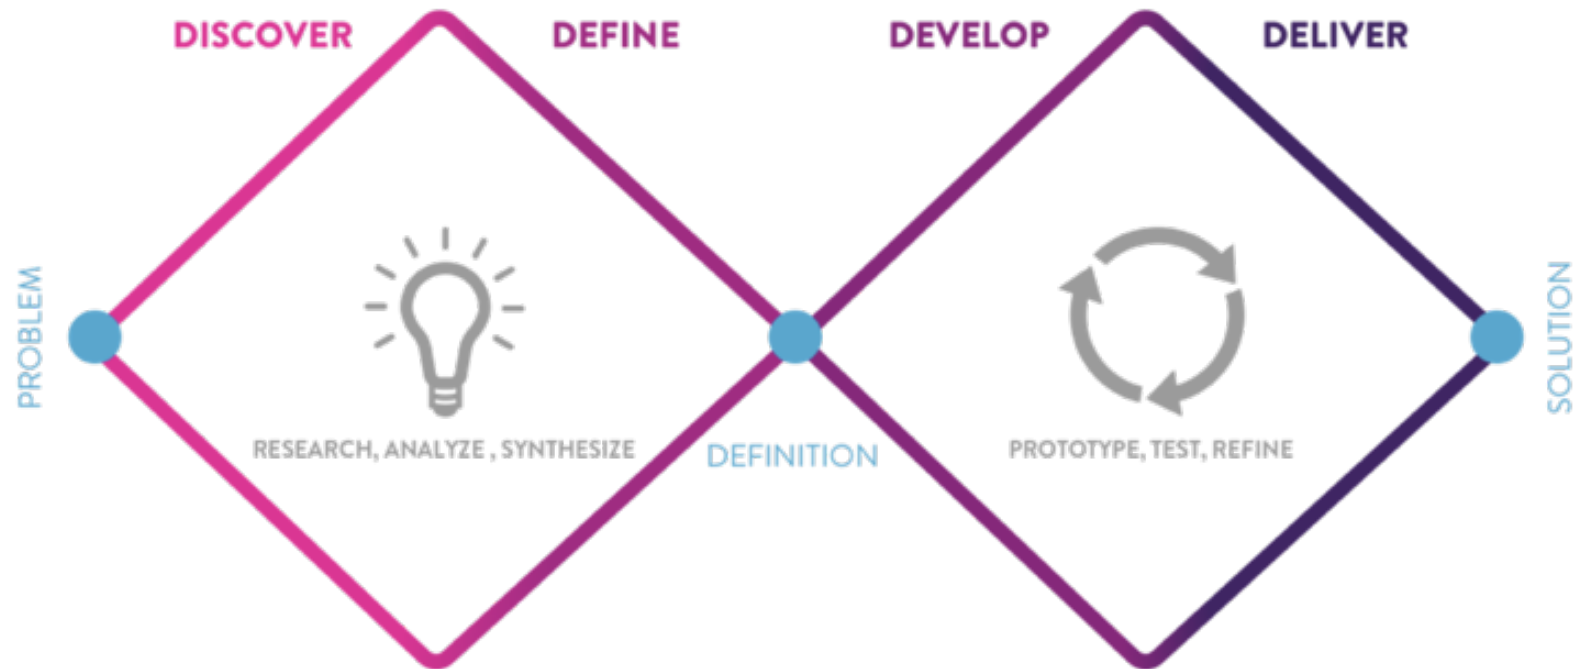 DISCOVER
DEFINE
DEVELOP
DELIVER
PROBLEM
SOLUTION
RESEARCH, ANALYZE , SYNTHESIZE
DEFINITION
PROTOTYPE, TEST, REFINE